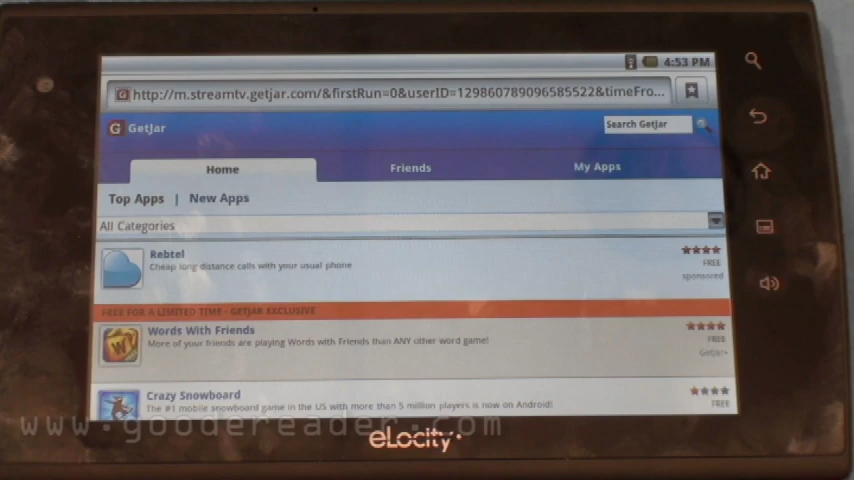 4:53 PM
http://m.streamtv.getjar.com/&firstRun=0&userID=129860789096585522&timeFro...
G GetJar
Search GetJar
Home
Friends
My Apps
Top Apps | New Apps
All Categories
Rebtel
Cheap long distance calls with your usual phone
FREE
sponsored
FREE FOR A LIMITED TIME - GETJAR EXCLUSIVE
Words With Friends
More of your friends are playing Words with Friends than ANY other word game!
FREE
GetJar+
Crazy Snowboard
The #1 mobile snowboard game in the US with more than 5 million players is now on Android!
FREE
www.goodereader.com
eLocity